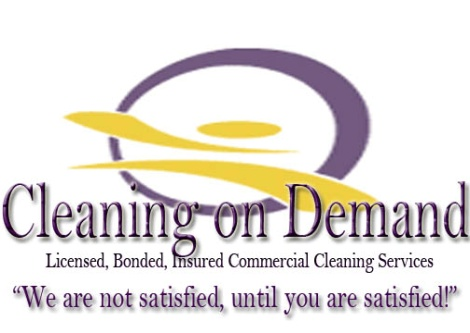 Cleaning on Demand
Licensed, Bonded, Insured Commercial Cleaning Services
“We are not satisfied, until you are satisfied!”